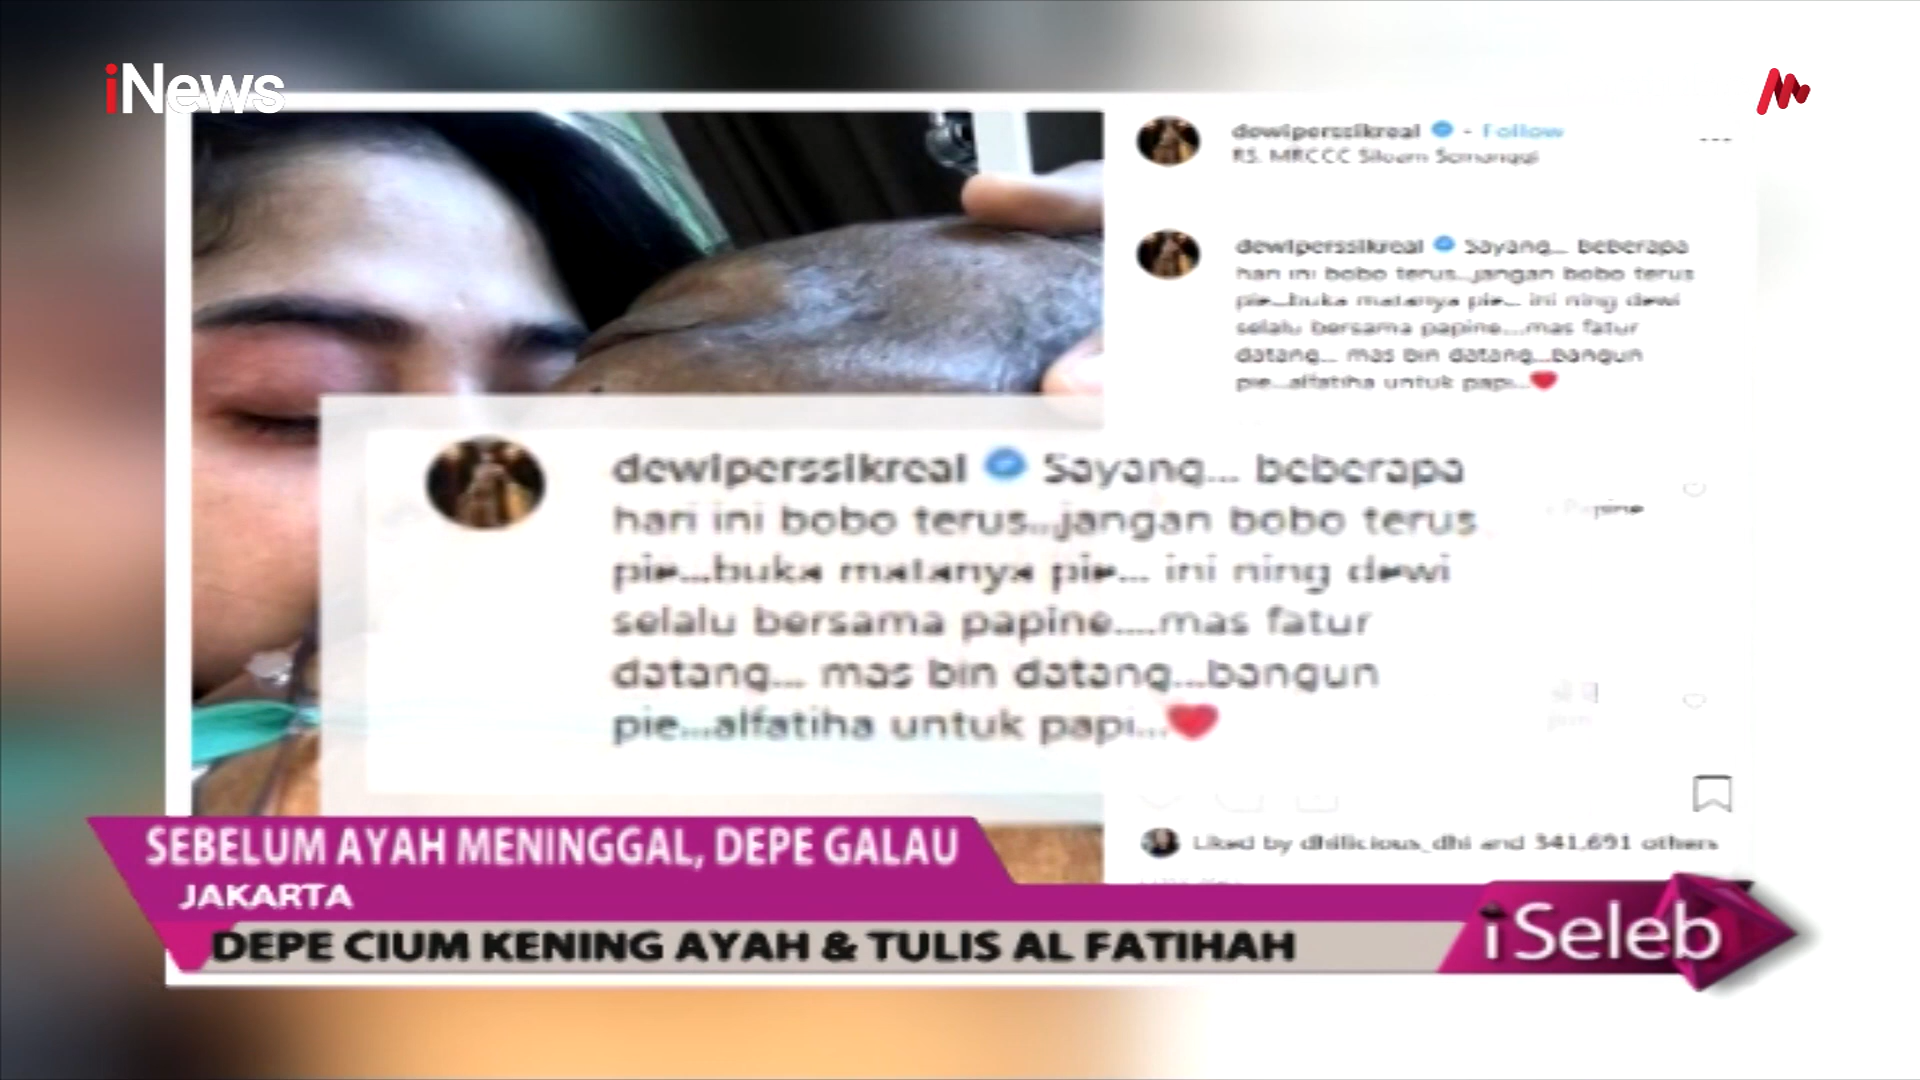 iNews
dewiperssikreal - Follow
RS. MRCCC Siloam Semanggi
dewiperssikreal Sayang... beberapa
hari ini bobo terus...jangan bobo terus
pie...buka matanya pie... ini ning dewi
selalu bersama papine....mas fatur
datang... mas bin datang...bangun
pie...alfatiha untuk papi...❤️
dewiperssikreal Sayang... beberapa
hari ini bobo terus...jangan bobo terus
pie...buka matanya pie... ini ning dewi
selalu bersama papine....mas fatur
datang... mas bin datang...bangun
pie...alfatiha untuk papi...❤️
Liked by dhilicious_dhi and 341,691 others
SEBELUM AYAH MENINGGAL, DEPE GALAU
JAKARTA
DEPE CIUM KENING AYAH & TULIS AL FATIHAH
iSeleb